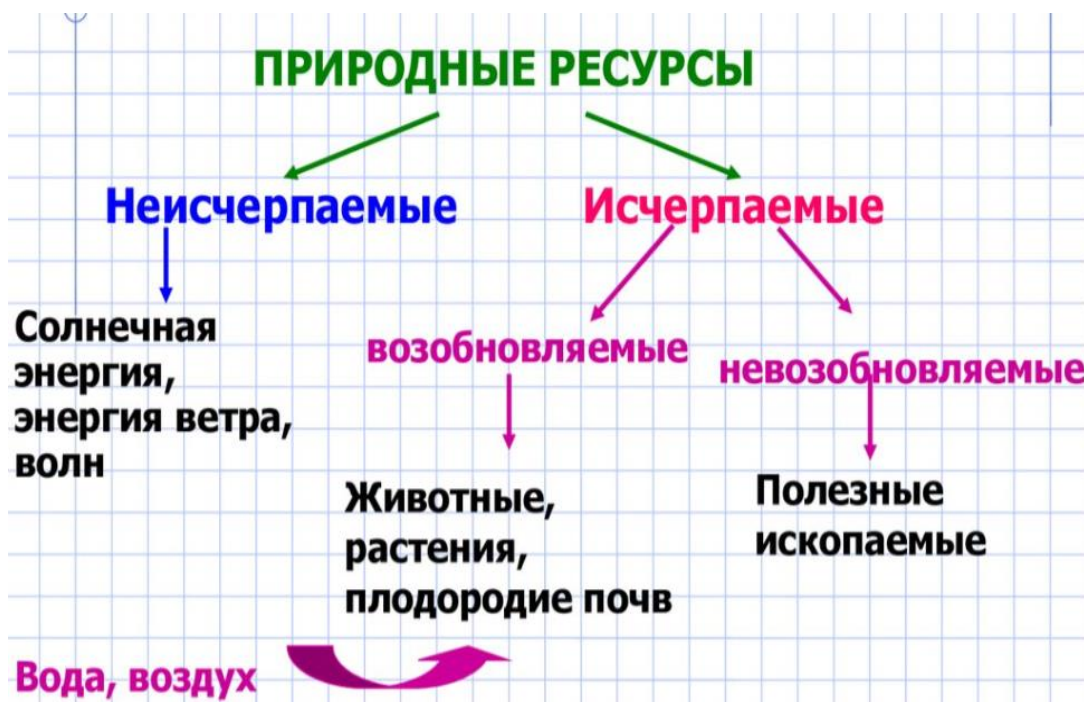 ПРИРОДНЫЕ РЕСУРСЫ
Неисчерпаемые
Исчерпаемые
Солнечная
энергия,
энергия ветра,
волн
возобновляемые
невозобновляемые
Животные,
растения,
плодородие почв
Полезные
ископаемые
Вода, воздух